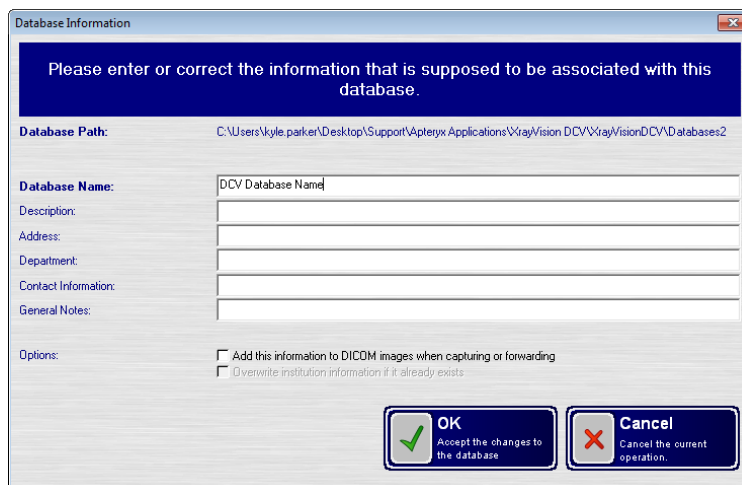 Database Information
Please enter or correct the information that is supposed to be associated with this
database.
Database Path: C:\Users\kyle.parker\Desktop\Support\Apteryx Applications\XrayVision DCV\XrayVisionDCV\Databases2
Database Name: DCV Database Name
Description:
Address:
Department:
Contact Information:
General Notes:
Options: Add this information to DICOM images when capturing or forwarding
Overwrite institution information if it already exists
OK
Accept the changes to
the database
Cancel
Cancel the current
operation.